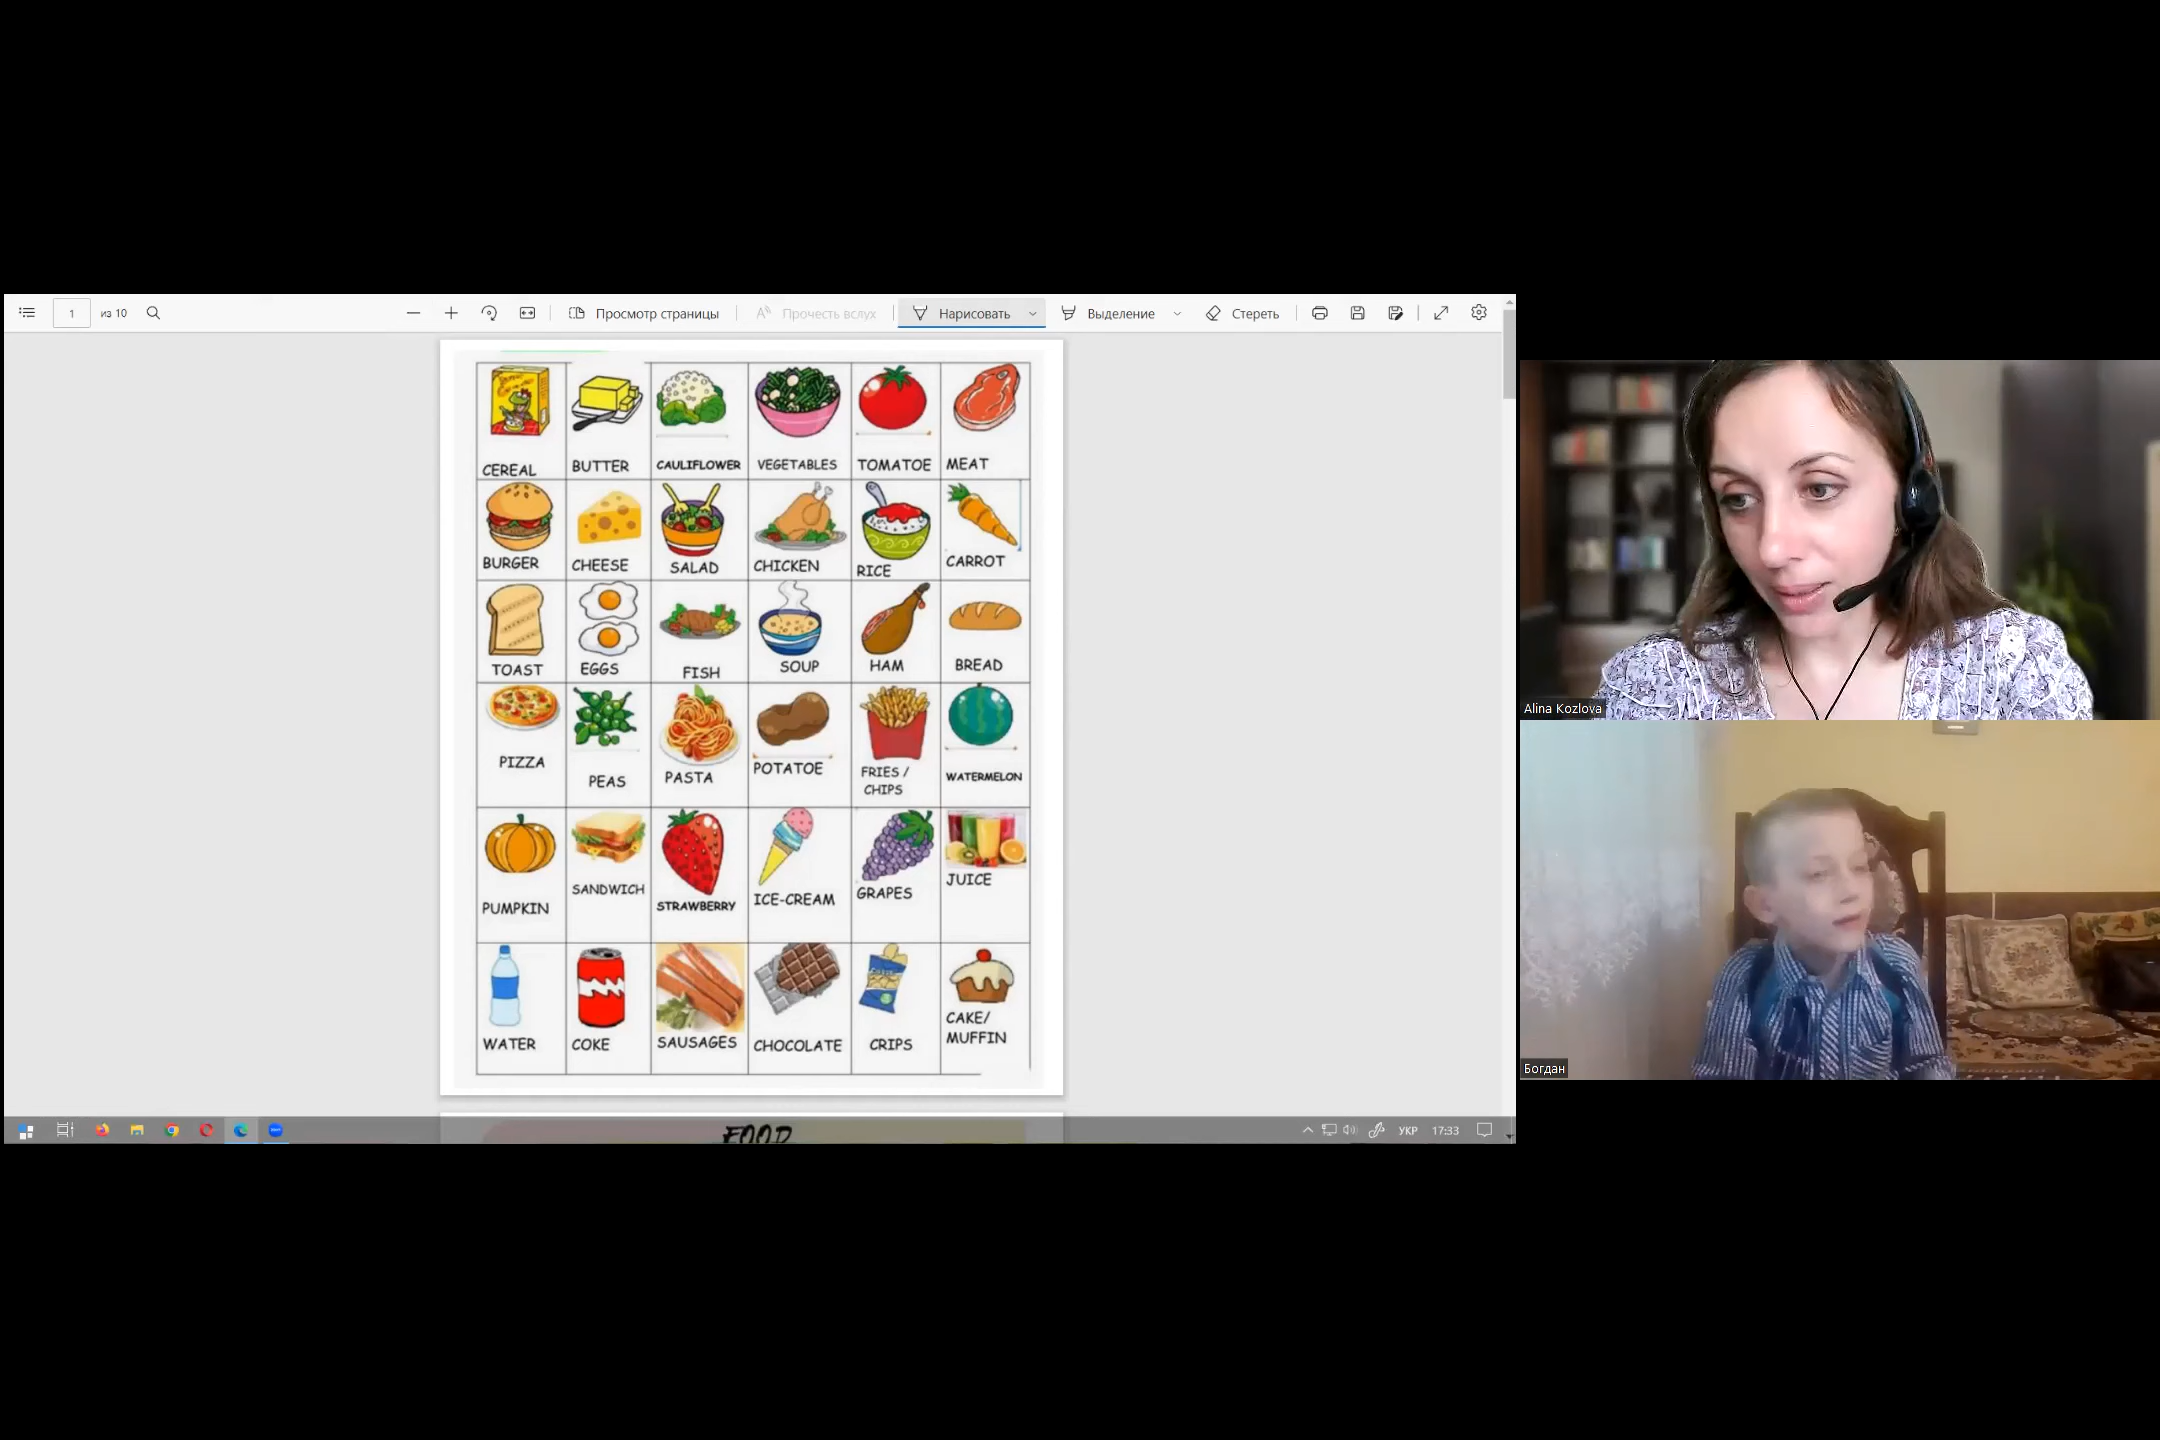 1 из 10 Просмотр страницы Прочесть вслух Нарисовать Выделение Стереть
CEREAL BUTTER CAULIFLOWER VEGETABLES TOMATOE MEAT
BURGER CHEESE SALAD CHICKEN RICE CARROT
TOAST EGGS FISH SOUP HAM BREAD
PIZZA PEAS PASTA POTATOE FRIES / CHIPS WATERMELON
PUMPKIN SANDWICH STRAWBERRY ICE-CREAM GRAPES JUICE
WATER COKE SAUSAGES CHOCOLATE CRIPS CAKE/ MUFFIN
FOOD
УКР 17:33
Alina Kozlova
Богдан